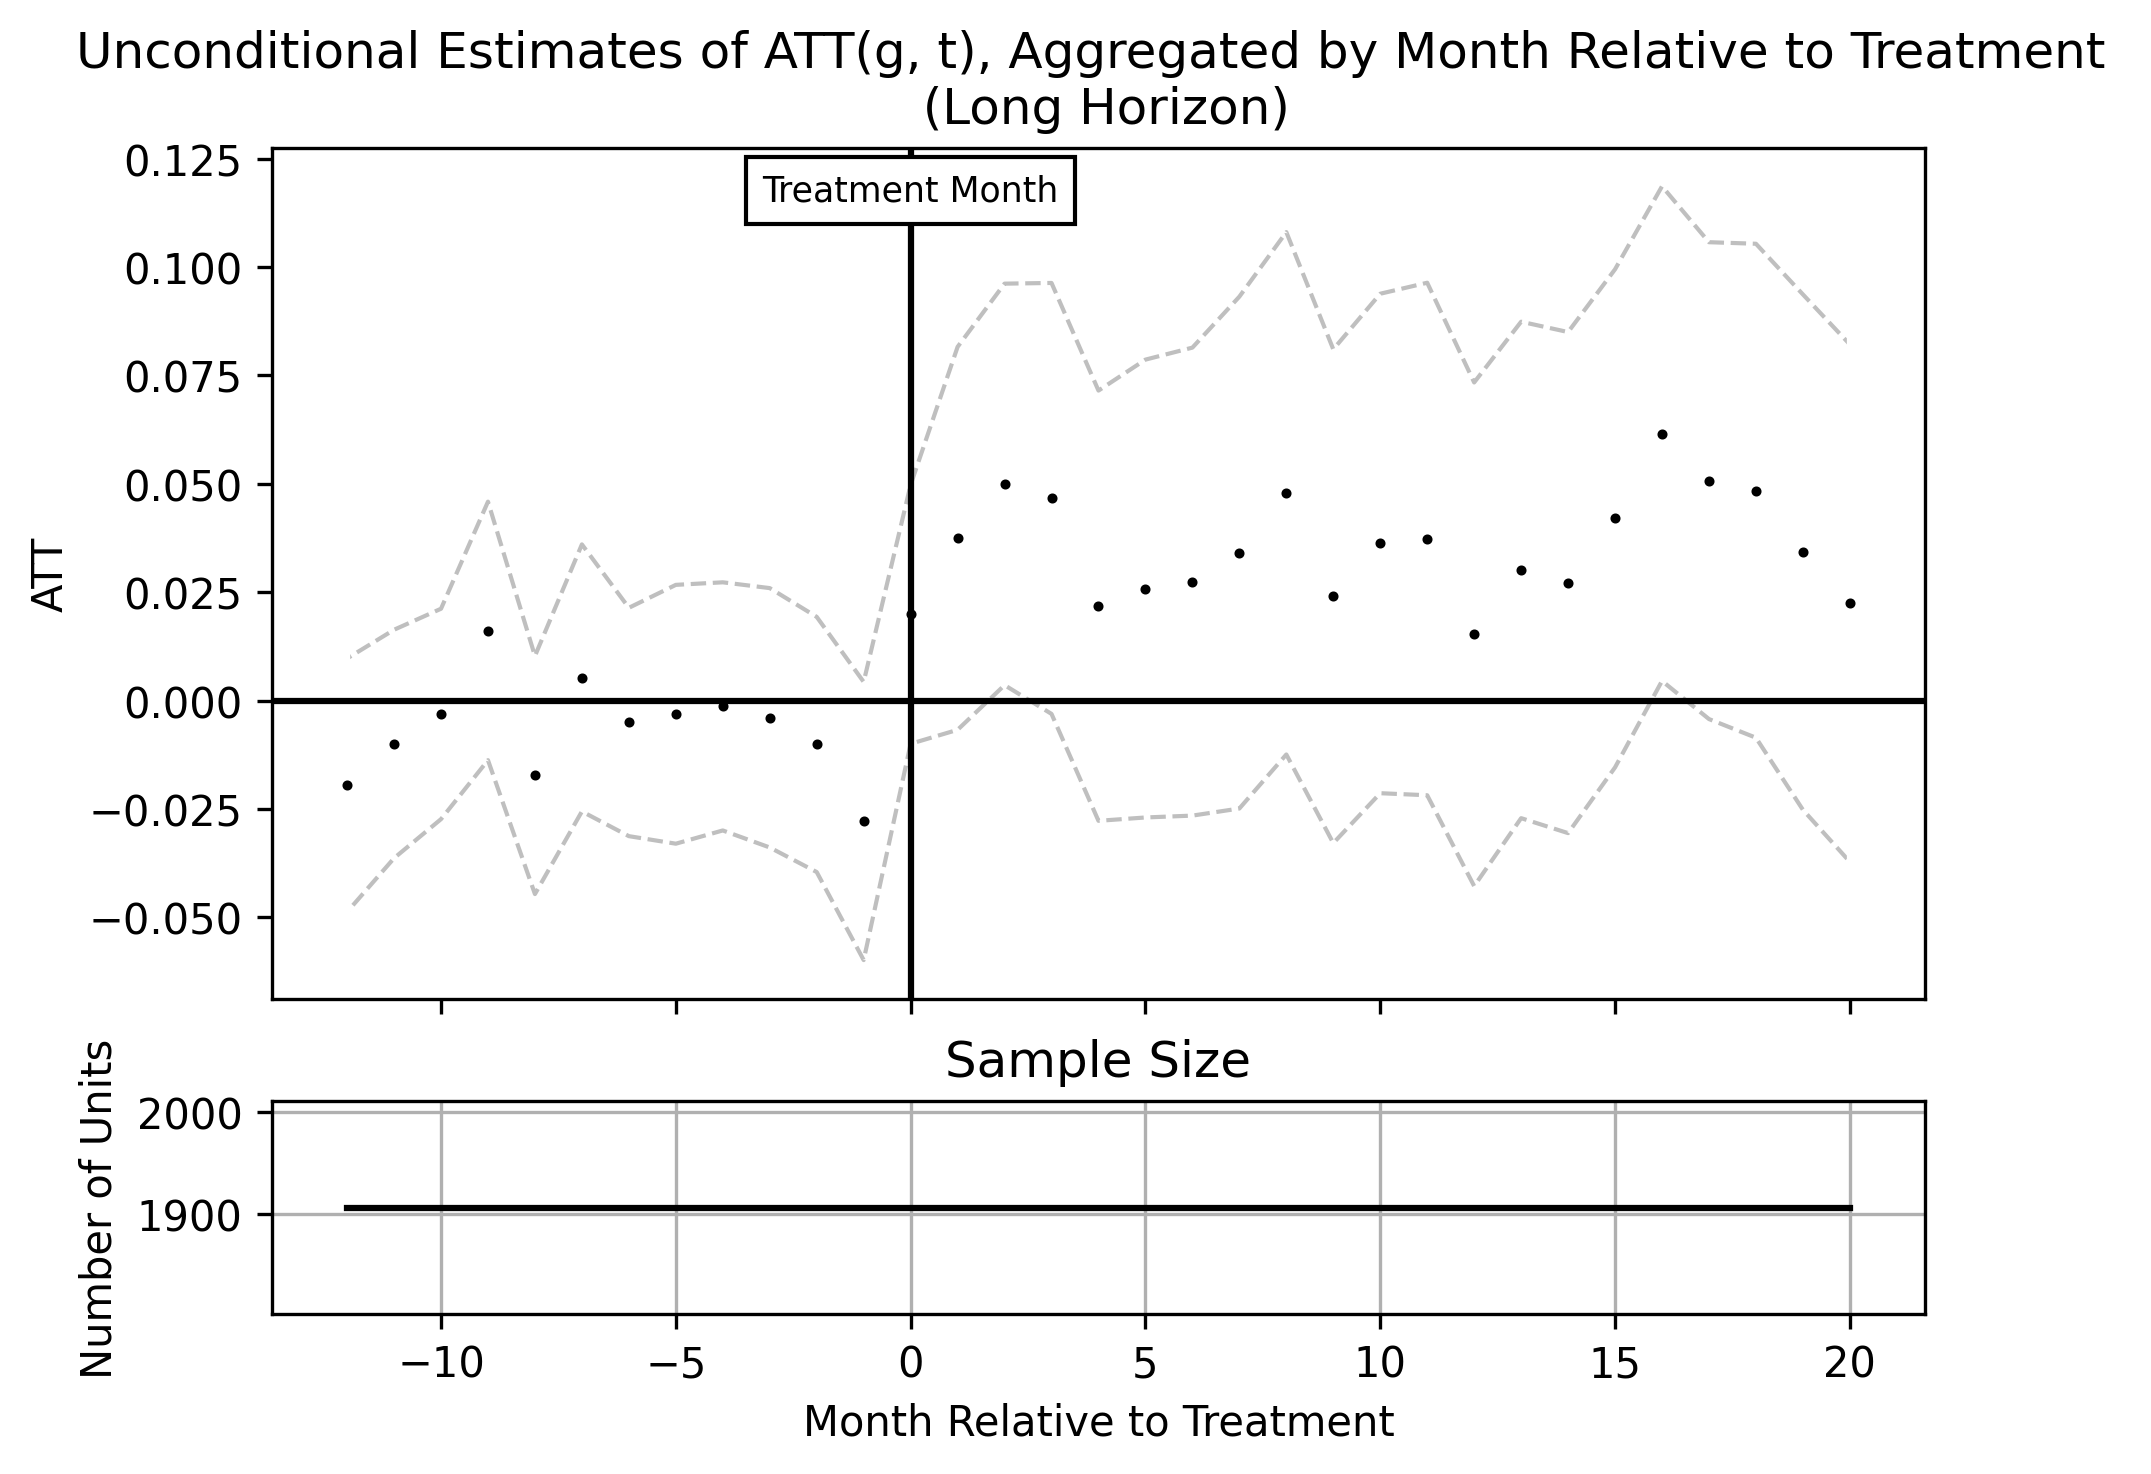 Unconditional Estimates of ATT(g, t), Aggregated by Month Relative to Treatment
(Long Horizon)
Treatment Month
ATT
0.125
0.100
0.075
0.050
0.025
0.000
−0.025
−0.050
Sample Size
Number of Units
2000
1900
−10 −5 0 5 10 15 20
Month Relative to Treatment